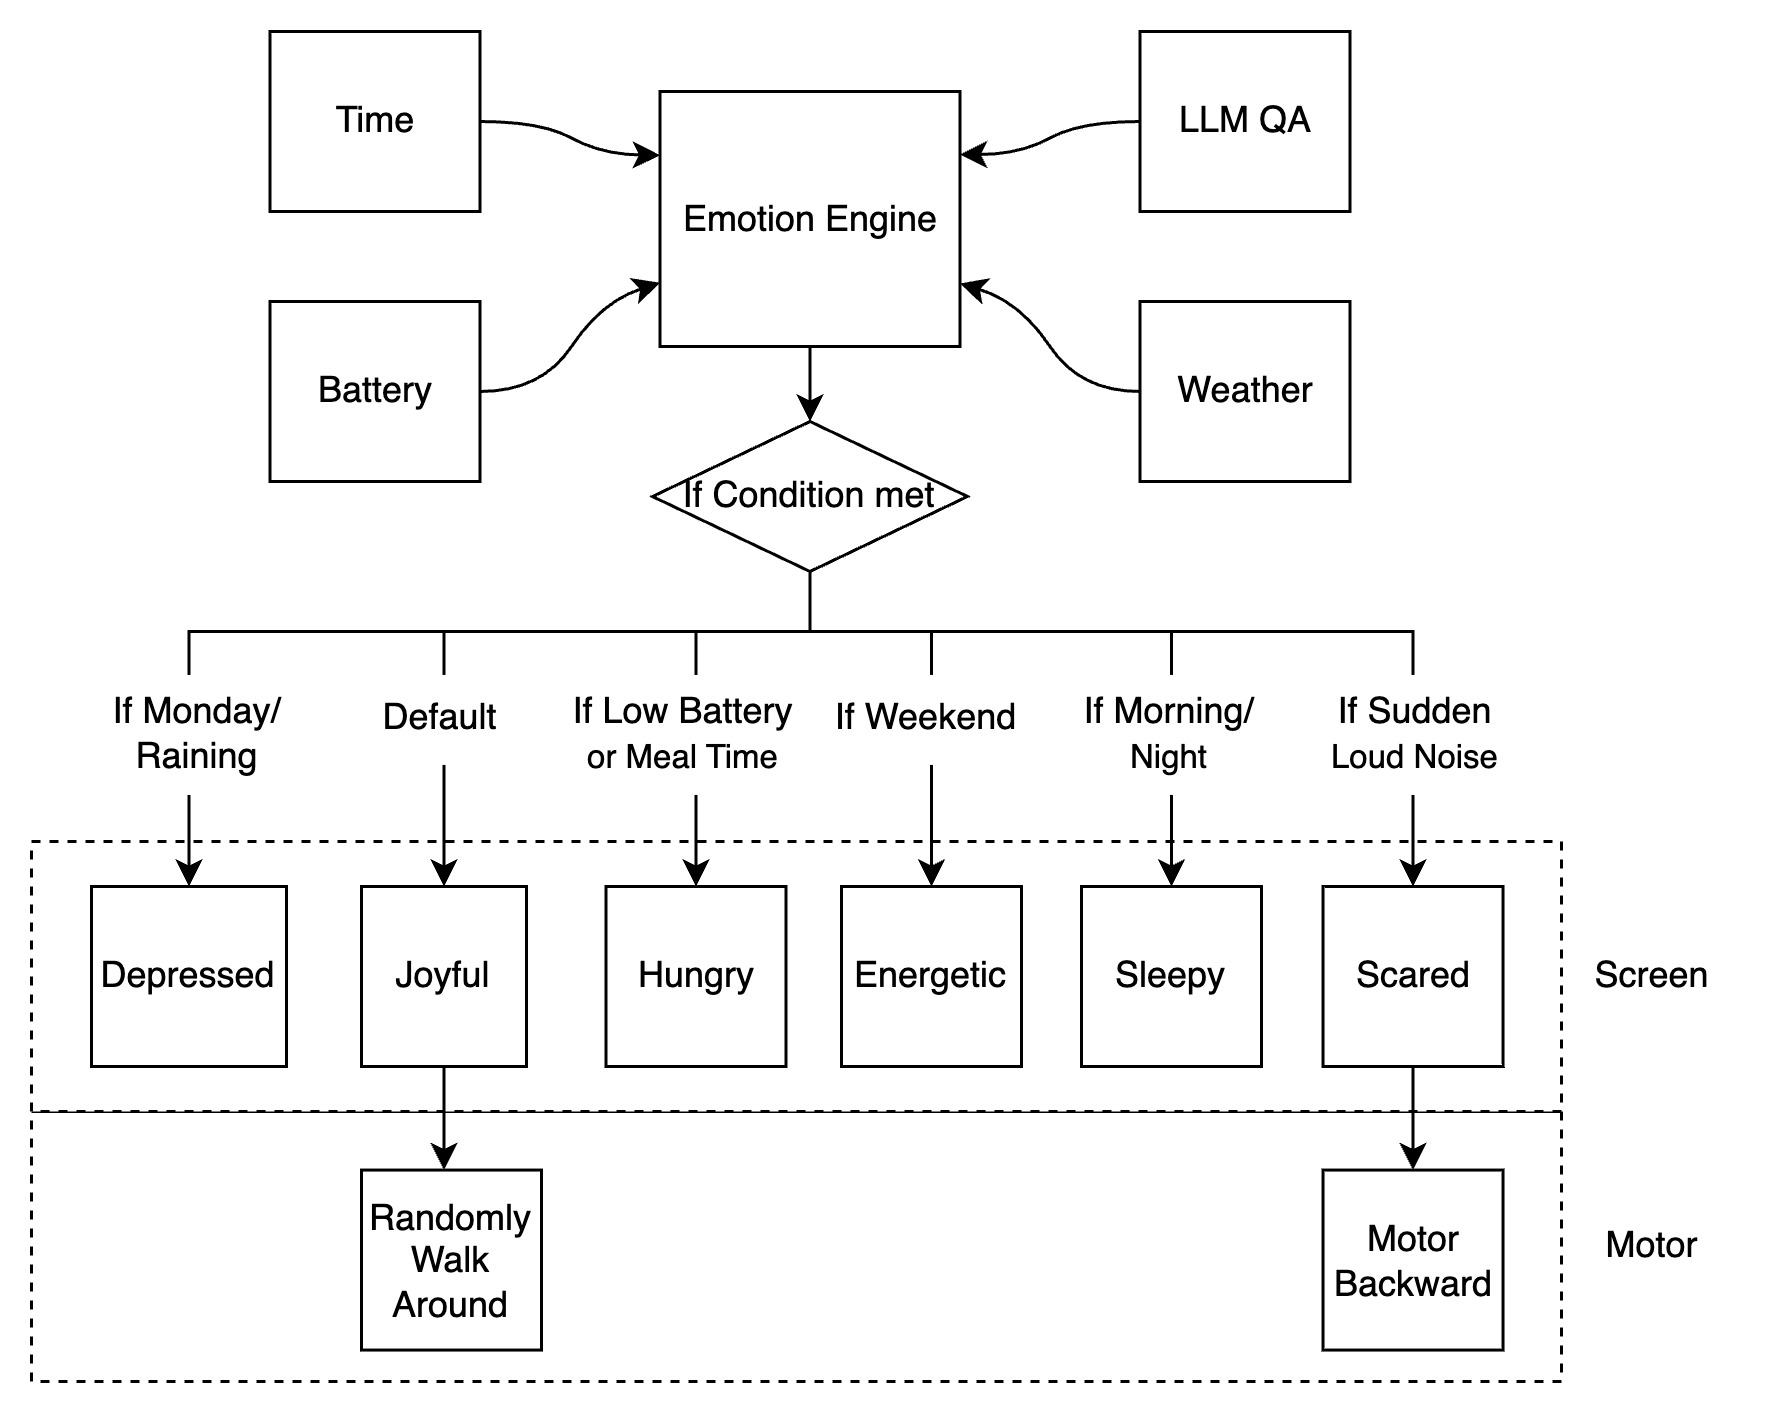 Time
LLM QA
Emotion Engine
Battery
Weather
If Condition met
If Monday/
Raining
Default
If Low Battery
or Meal Time
If Weekend
If Morning/
Night
If Sudden
Loud Noise
Depressed
Joyful
Hungry
Energetic
Sleepy
Scared
Screen
Randomly
Walk
Around
Motor
Backward
Motor